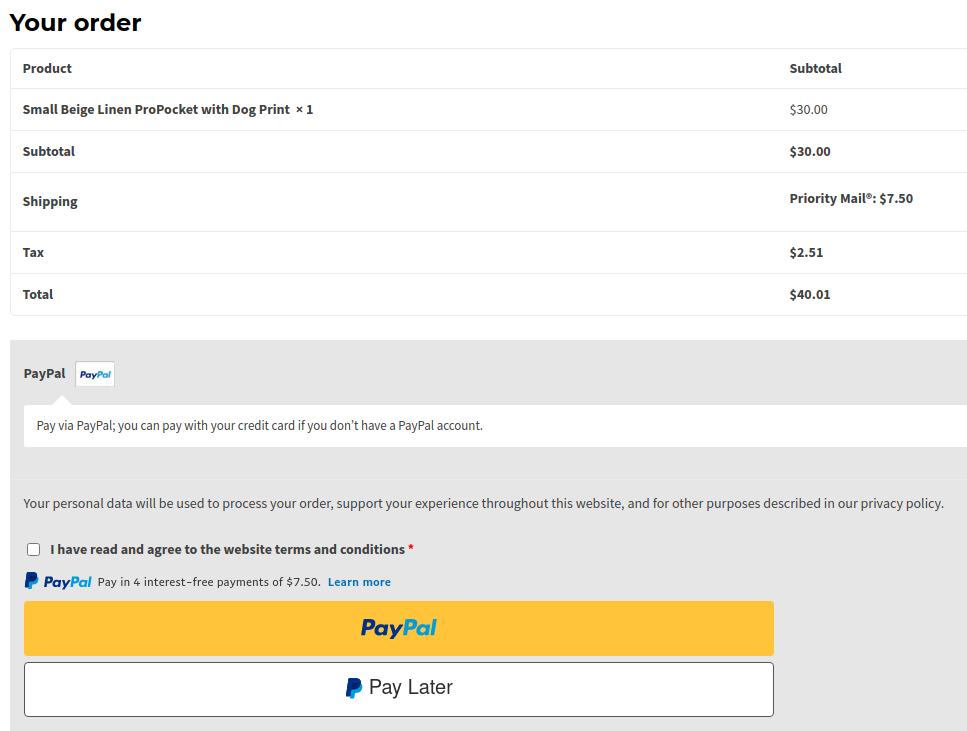 Your order
Product Subtotal
Small Beige Linen ProPocket with Dog Print × 1 $30.00
Subtotal $30.00
Shipping Priority Mail®: $7.50
Tax $2.51
Total $40.01
PayPal PayPal
Pay via PayPal; you can pay with your credit card if you don’t have a PayPal account.
Your personal data will be used to process your order, support your experience throughout this website, and for other purposes described in our privacy policy.
I have read and agree to the website terms and conditions *
PayPal Pay in 4 interest-free payments of $7.50. Learn more
PayPal
Pay Later